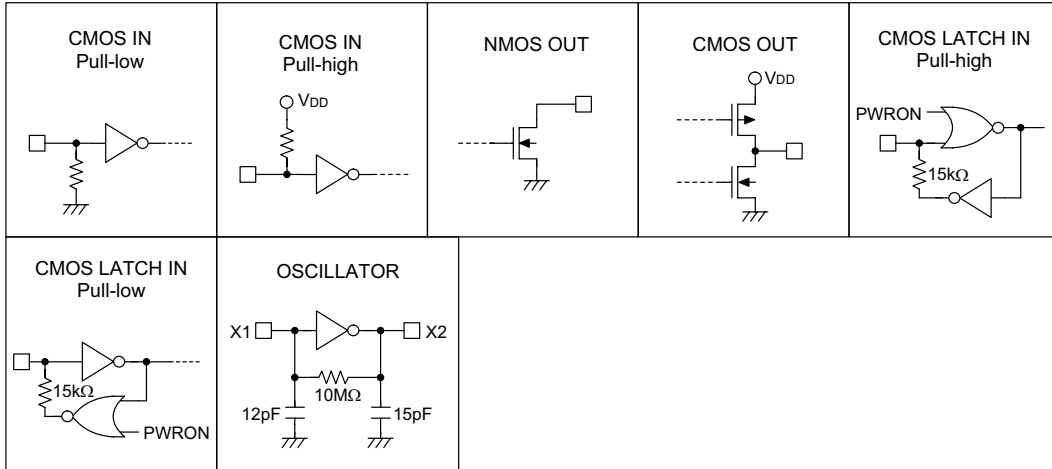 CMOS IN
Pull-low
CMOS IN
Pull-high
VDD
NMOS OUT
CMOS OUT
VDD
CMOS LATCH IN
Pull-high
PWRON
15kΩ
CMOS LATCH IN
Pull-low
15kΩ
PWRON
OSCILLATOR
X1
X2
10MΩ
12pF
15pF